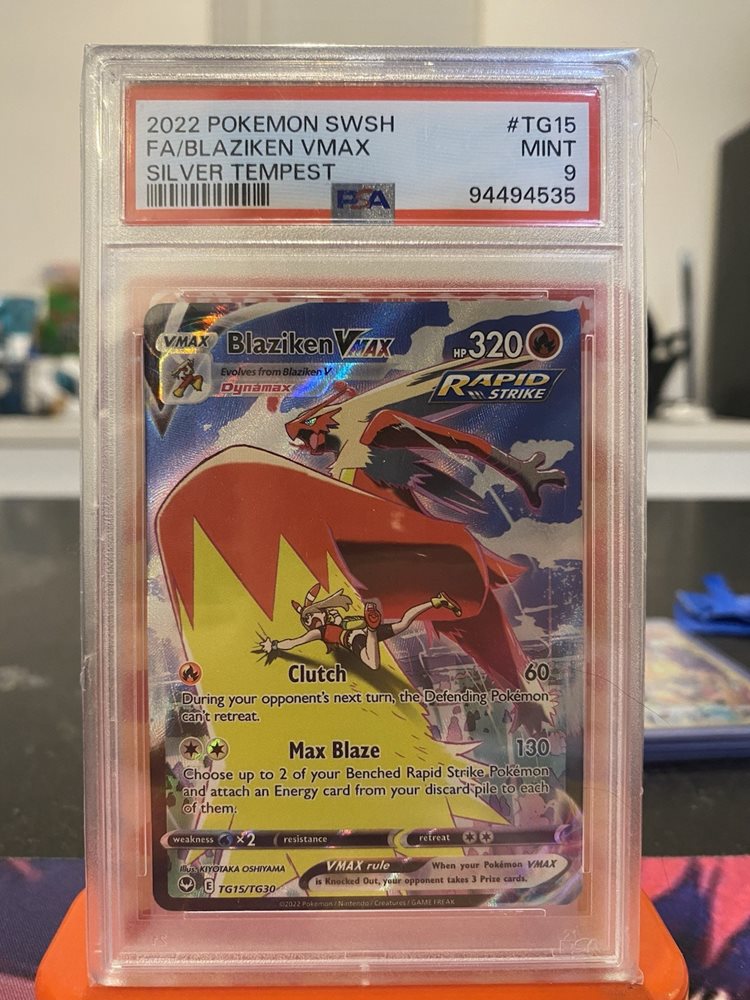 2022 POKEMON SWSH #TG15
FA/BLAZIKEN VMAX MINT
SILVER TEMPEST 9
PSA 94494535
VMAX Blaziken VMAX HP 320
Evolves from Blaziken V
Dynamax
RAPID
STRIKE
Clutch 60
During your opponent's next turn, the Defending Pokémon
can't retreat.
Max Blaze 130
Choose up to 2 of your Benched Rapid Strike Pokémon
and attach an Energy card from your discard pile to each
of them.
weakness ×2 resistance retreat
Illus. KIYOTAKA OSHIYAMA
VMAX rule When your Pokémon VMAX
is Knocked Out, your opponent takes 3 Prize cards.
E TG15/TG30
©2022 Pokémon / Nintendo / Creatures / GAME FREAK